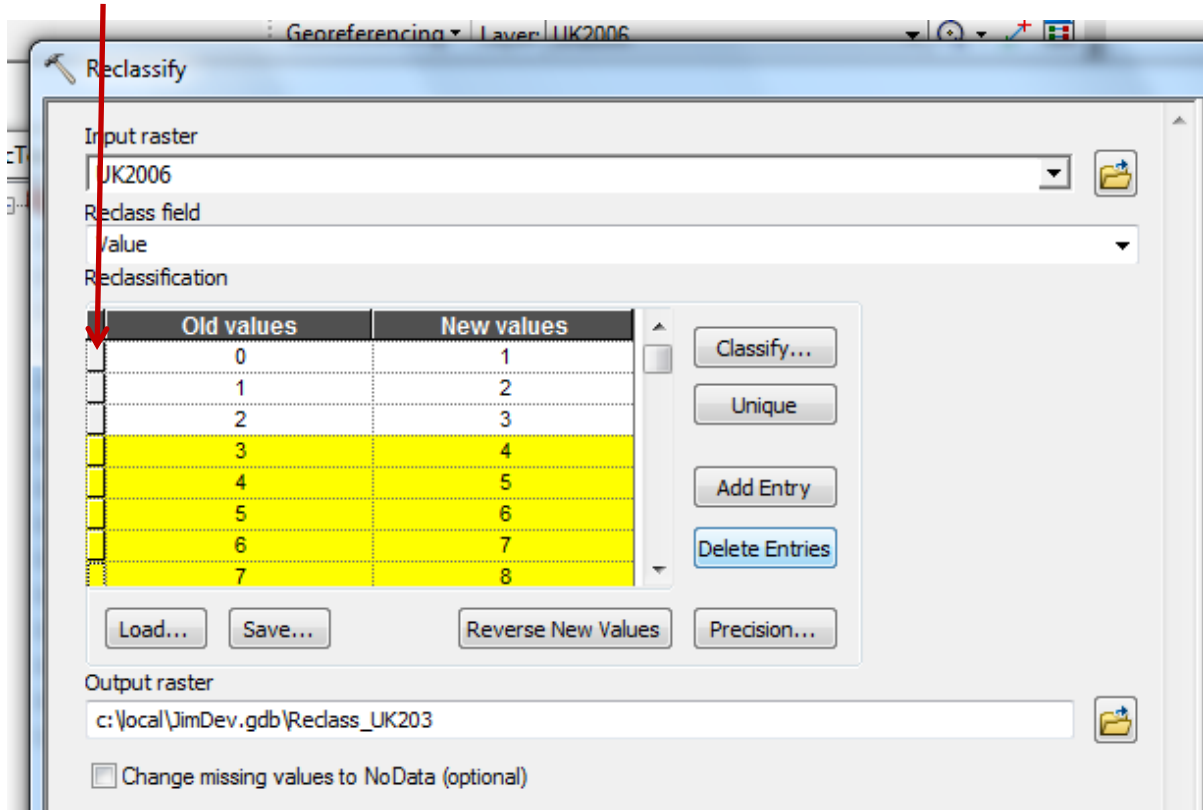 Georeferencing Layer: UK2006
Reclassify
Input raster
UK2006
Reclass field
Value
Reclassification
Old values New values
0 1
1 2
2 3
3 4
4 5
5 6
6 7
7 8
Classify...
Unique
Add Entry
Delete Entries
Load... Save... Reverse New Values Precision...
Output raster
c:\local\JimDev.gdb\Reclass_UK203
Change missing values to NoData (optional)